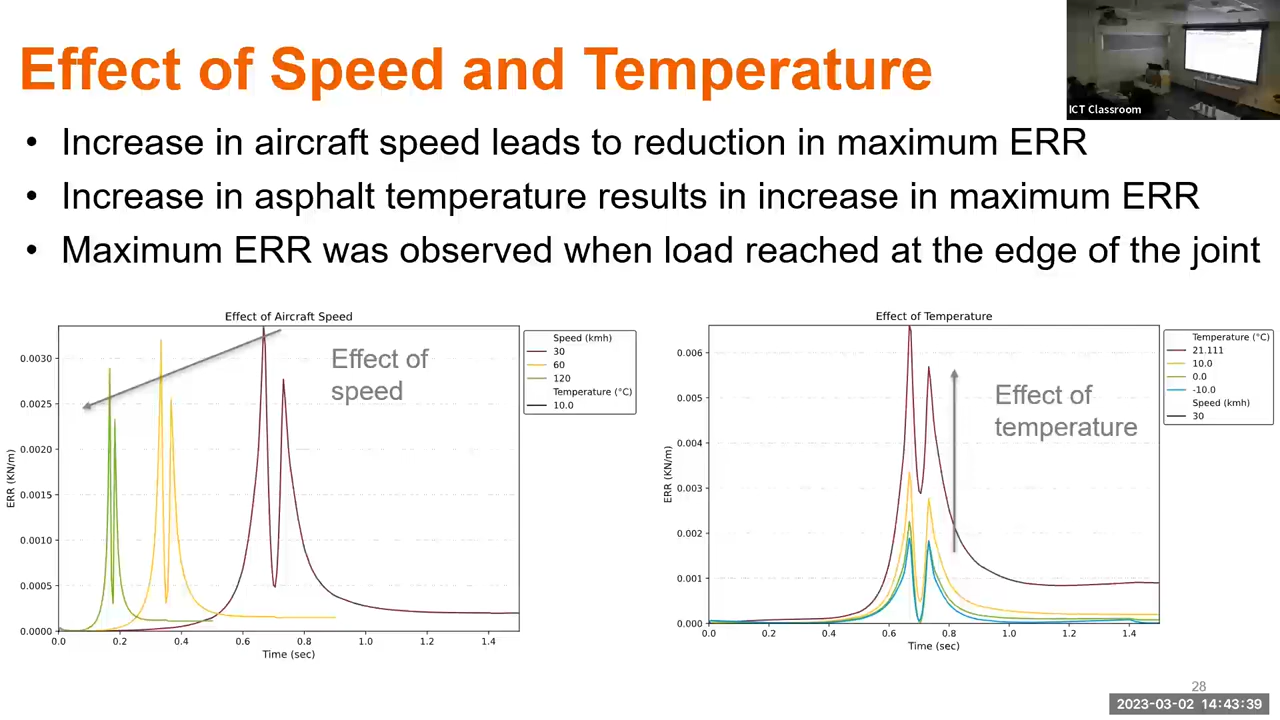 Effect of Speed and Temperature
ICT Classroom
• Increase in aircraft speed leads to reduction in maximum ERR
• Increase in asphalt temperature results in increase in maximum ERR
• Maximum ERR was observed when load reached at the edge of the joint
Effect of Aircraft Speed
Effect of
speed
Speed (kmh)
30
60
120
Temperature (°C)
10.0
ERR (KN/m)
0.0030
0.0025
0.0020
0.0015
0.0010
0.0005
0.0000
0.0 0.2 0.4 0.6 0.8 1.0 1.2 1.4
Time (sec)
Effect of Temperature
Effect of
temperature
Temperature (°C)
21.111
10.0
0.0
-10.0
Speed (kmh)
30
ERR (KN/m)
0.006
0.005
0.004
0.003
0.002
0.001
0.000
0.0 0.2 0.4 0.6 0.8 1.0 1.2 1.4
Time (sec)
28
2023-03-02 14:43:39